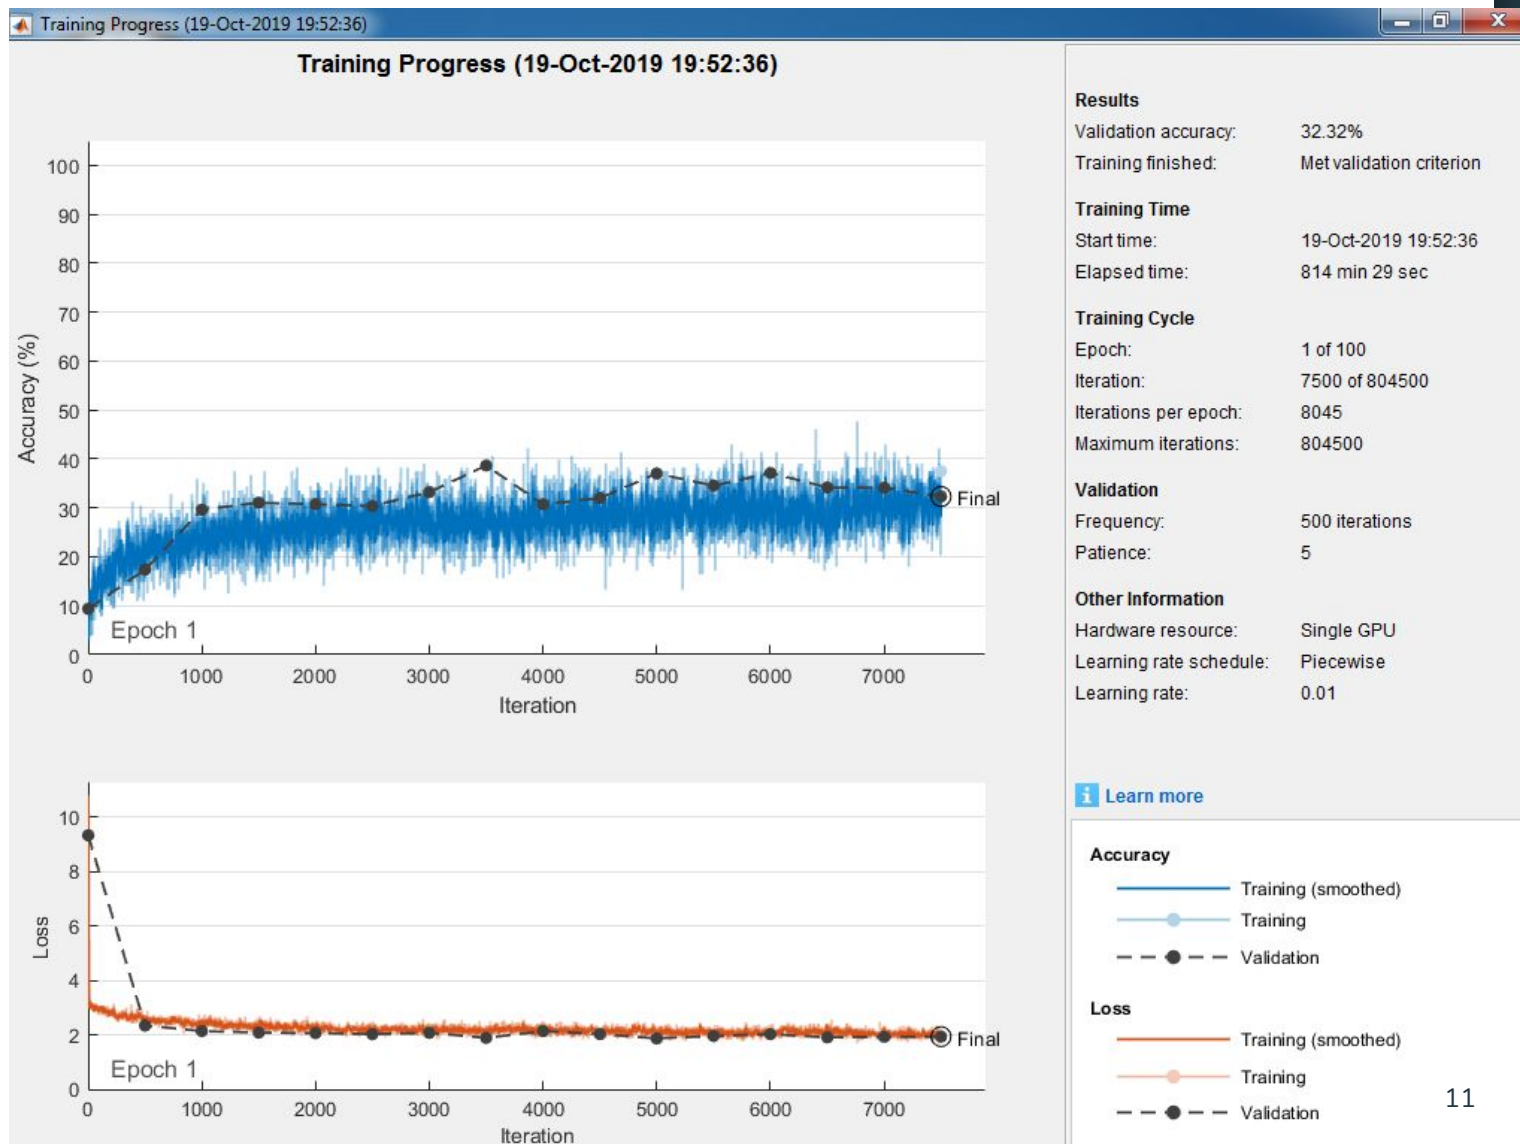 Training Progress (19-Oct-2019 19:52:36)
Training Progress (19-Oct-2019 19:52:36)
100
90
80
70
60
50
40
30
20
10
0
Accuracy (%)
Epoch 1
Final
0 1000 2000 3000 4000 5000 6000 7000
Iteration
10
8
6
4
2
0
Loss
Epoch 1
Final
0 1000 2000 3000 4000 5000 6000 7000
Iteration
Results
Validation accuracy: 32.32%
Training finished: Met validation criterion
Training Time
Start time: 19-Oct-2019 19:52:36
Elapsed time: 814 min 29 sec
Training Cycle
Epoch: 1 of 100
Iteration: 7500 of 804500
Iterations per epoch: 8045
Maximum iterations: 804500
Validation
Frequency: 500 iterations
Patience: 5
Other Information
Hardware resource: Single GPU
Learning rate schedule: Piecewise
Learning rate: 0.01
i Learn more
Accuracy
Training (smoothed)
Training
Validation
Loss
Training (smoothed)
Training
Validation
11